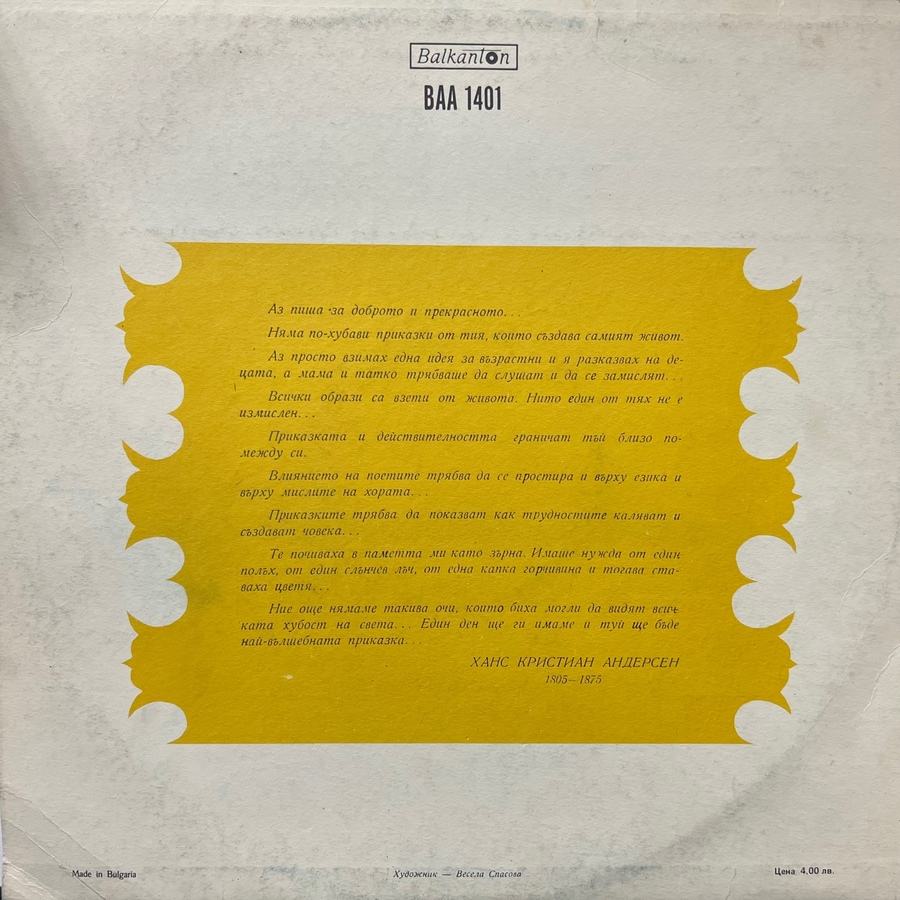 Balkanton
BAA 1401
Аз пиша за доброто и прекрасното...
Няма по-хубави приказки от тия, които създава самият живот.
Аз просто взимах една идея за възрастни и я разказвах на де-
цата, а мама и татко трябваше да слушат и да се замислят...
Всички образи са взети от живота. Нито един от тях не е
измислен...
Приказката и действителността граничат тъй близо по-
между си.
Влиянието на поетите трябва да се простира и върху езика и
върху мислите на хората...
Приказките трябва да показват как трудностите каляват и
създават човека...
Те почиваха в паметта ми като зърна. Имаше нужда от един
полъх, от един слънчев лъч, от една капка горчивина и тогава ста-
ваха цветя...
Ние още нямаме такива очи, които биха могли да видят всич-
ката хубост на света... Един ден ще ги имаме и туй ще бъде
най-вълшебната приказка...
ХАНС КРИСТИАН АНДЕРСЕН
1805—1875
Made in Bulgaria
Художник — Весела Спасова
Цена 4,00 лв.